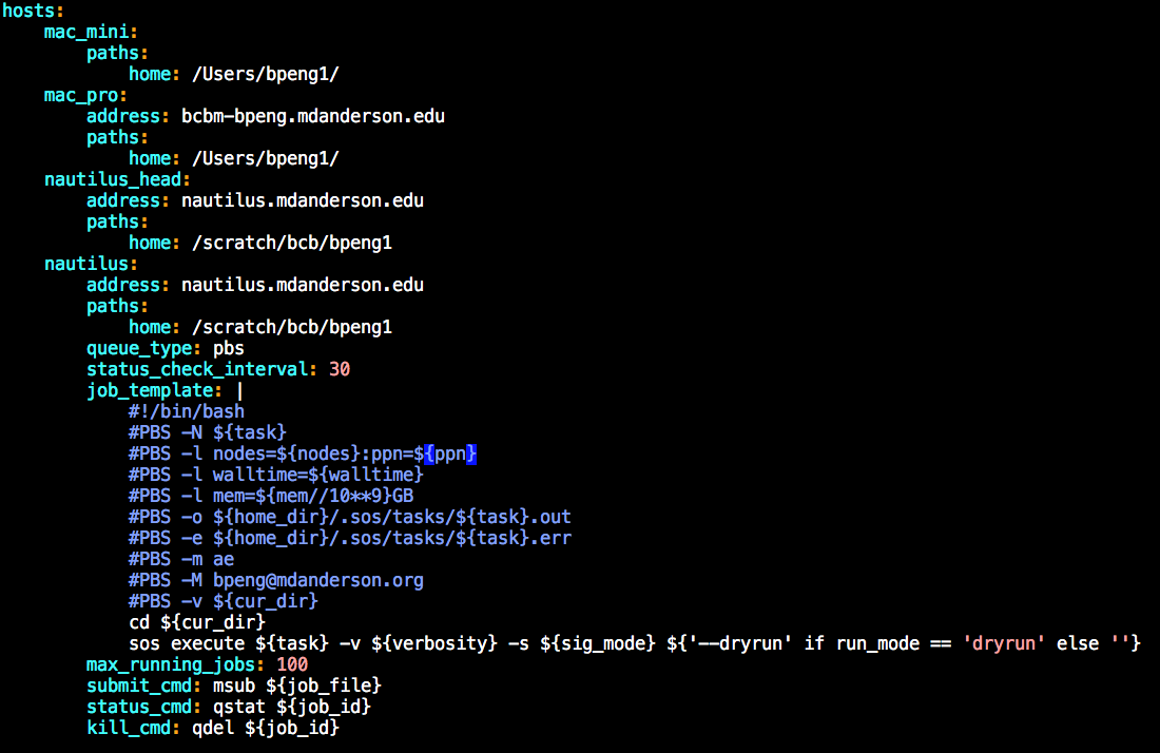 hosts:
    mac_mini:
        paths:
            home: /Users/bpeng1/
    mac_pro:
        address: bcbm-bpeng.mdanderson.edu
        paths:
            home: /Users/bpeng1/
    nautilus_head:
        address: nautilus.mdanderson.edu
        paths:
            home: /scratch/bcb/bpeng1
    nautilus:
        address: nautilus.mdanderson.edu
        paths:
            home: /scratch/bcb/bpeng1
        queue_type: pbs
        status_check_interval: 30
        job_template: |
            #!/bin/bash
            #PBS -N ${task}
            #PBS -l nodes=${nodes}:ppn=${ppn}
            #PBS -l walltime=${walltime}
            #PBS -l mem=${mem//10**9}GB
            #PBS -o ${home_dir}/.sos/tasks/${task}.out
            #PBS -e ${home_dir}/.sos/tasks/${task}.err
            #PBS -m ae
            #PBS -M bpeng@mdanderson.org
            #PBS -v ${cur_dir}
            cd ${cur_dir}
            sos execute ${task} -v ${verbosity} -s ${sig_mode} ${'--dryrun' if run_mode == 'dryrun' else ''}
        max_running_jobs: 100
        submit_cmd: msub ${job_file}
        status_cmd: qstat ${job_id}
        kill_cmd: qdel ${job_id}